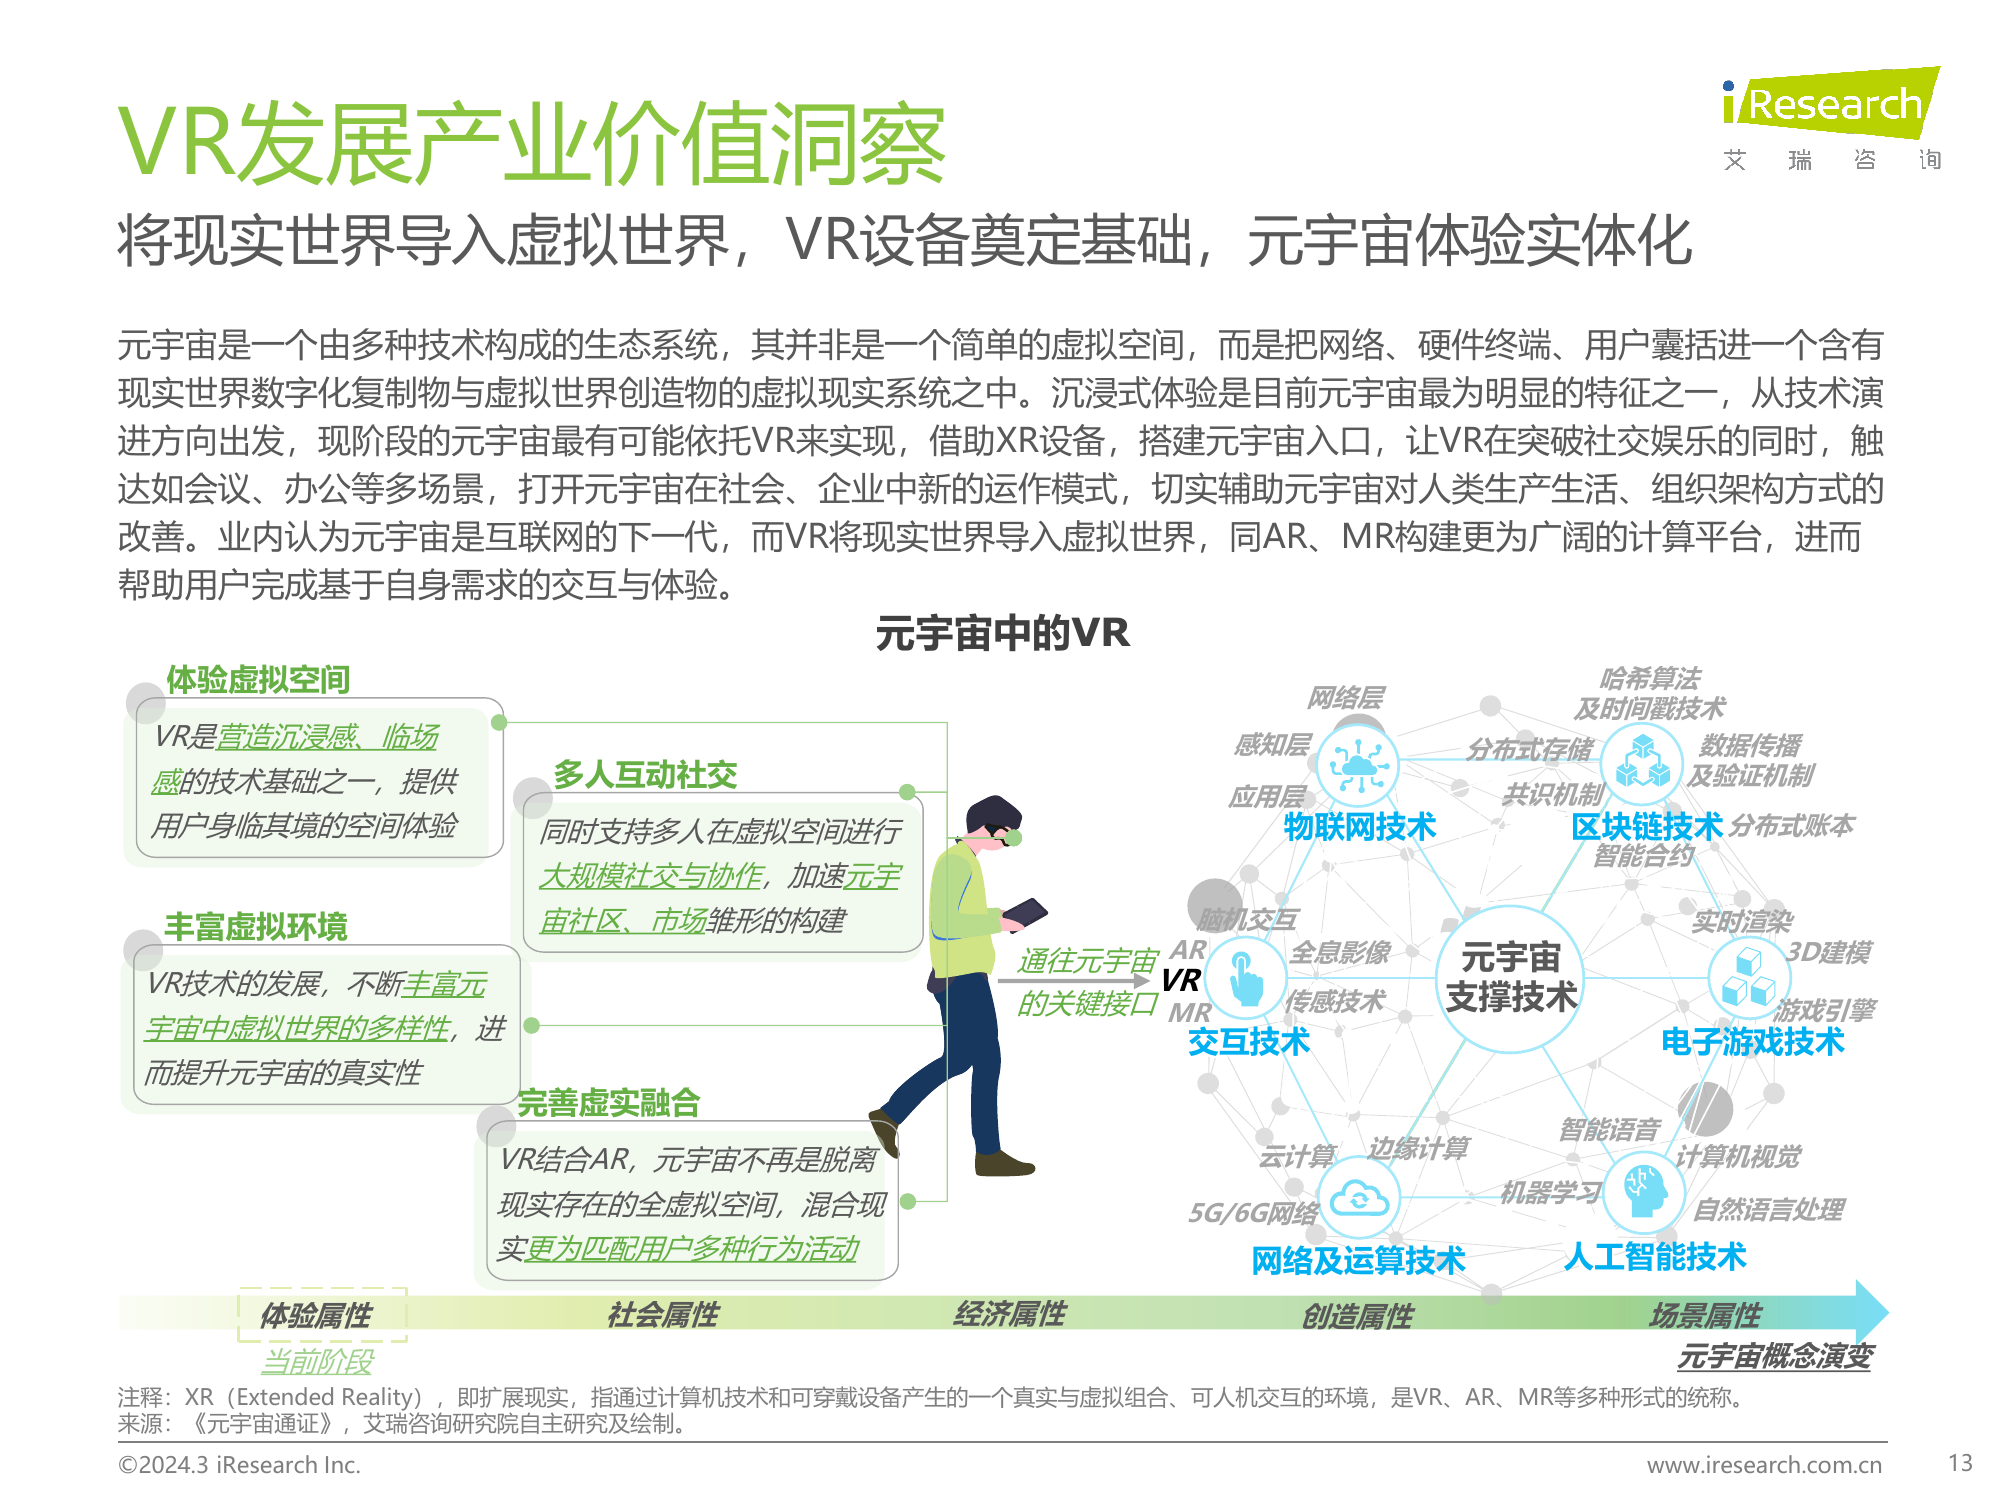 VR发展产业价值洞察
iResearch
艾瑞咨询
将现实世界导入虚拟世界，VR设备奠定基础，元宇宙体验实体化
元宇宙是一个由多种技术构成的生态系统，其并非是一个简单的虚拟空间，而是把网络、硬件终端、用户囊括进一个含有
现实世界数字化复制物与虚拟世界创造物的虚拟现实系统之中。沉浸式体验是目前元宇宙最为明显的特征之一，从技术演
进方向出发，现阶段的元宇宙最有可能依托VR来实现，借助XR设备，搭建元宇宙入口，让VR在突破社交娱乐的同时，触
达如会议、办公等多场景，打开元宇宙在社会、企业中新的运作模式，切实辅助元宇宙对人类生产生活、组织架构方式的
改善。业内认为元宇宙是互联网的下一代，而VR将现实世界导入虚拟世界，同AR、MR构建更为广阔的计算平台，进而
帮助用户完成基于自身需求的交互与体验。
元宇宙中的VR
体验虚拟空间
VR是营造沉浸感、临场
感的技术基础之一，提供
用户身临其境的空间体验
多人互动社交
同时支持多人在虚拟空间进行
大规模社交与协作，加速元宇
宙社区、市场雏形的构建
丰富虚拟环境
VR技术的发展，不断丰富元
宇宙中虚拟世界的多样性，进
而提升元宇宙的真实性
完善虚实融合
VR结合AR，元宇宙不再是脱离
现实存在的全虚拟空间，混合现
实更为匹配用户多种行为活动
通往元宇宙
的关键接口
网络层
感知层
应用层
物联网技术
哈希算法
及时间戳技术
分布式存储
数据传播
及验证机制
共识机制
区块链技术
分布式账本
智能合约
脑机交互
AR
VR
MR
全息影像
传感技术
交互技术
元宇宙
支撑技术
实时渲染
3D建模
游戏引擎
电子游戏技术
云计算
边缘计算
5G/6G网络
网络及运算技术
智能语音
计算机视觉
机器学习
自然语言处理
人工智能技术
体验属性
社会属性
经济属性
创造属性
场景属性
当前阶段
元宇宙概念演变
注释：XR（Extended Reality），即扩展现实，指通过计算机技术和可穿戴设备产生的一个真实与虚拟组合、可人机交互的环境，是VR、AR、MR等多种形式的统称。
来源：《元宇宙通证》，艾瑞咨询研究院自主研究及绘制。
©2024.3 iResearch Inc.
www.iresearch.com.cn
13